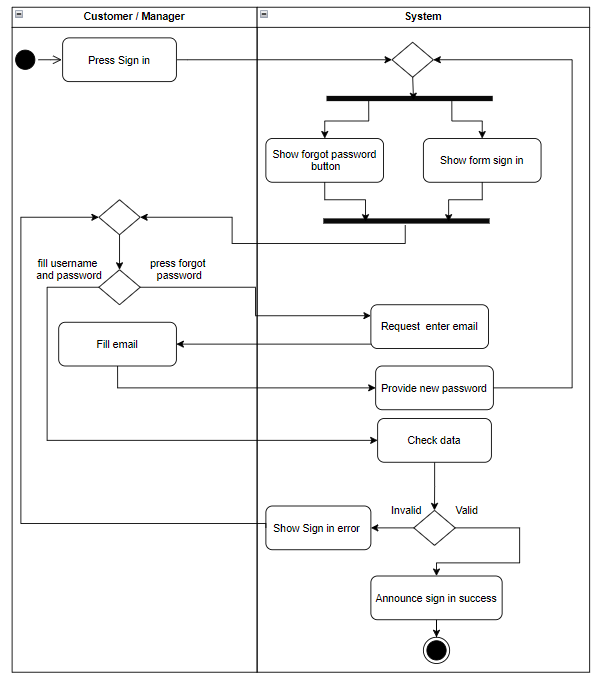 Customer / Manager
System
Press Sign in
Show forgot password
button
Show form sign in
fill username
and password
press forgot
password
Request  enter email
Fill email
Provide new password
Check data
Invalid
Valid
Show Sign in error
Announce sign in success